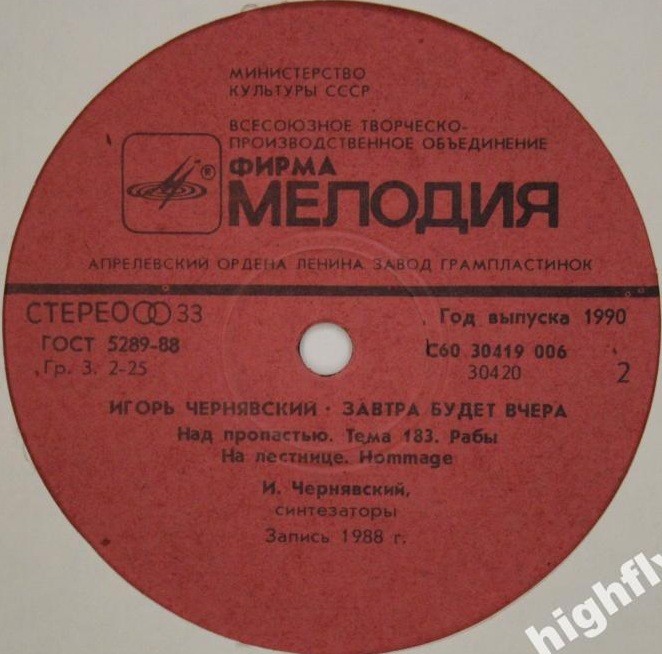 МИНИСТЕРСТВО
КУЛЬТУРЫ СССР
ВСЕСОЮЗНОЕ ТВОРЧЕСКО-
ПРОИЗВОДСТВЕННОЕ ОБЪЕДИНЕНИЕ
ФИРМА
®
МЕЛОДИЯ
АПРЕЛЕВСКИЙ ОРДЕНА ЛЕНИНА ЗАВОД ГРАМПЛАСТИНОК
СТЕРЕО 33
Год выпуска 1990
ГОСТ 5289-88
С60 30419 006
Гр. 3. 2-25
30420
2
ИГОРЬ ЧЕРНЯВСКИЙ · ЗАВТРА БУДЕТ ВЧЕРА
Над пропастью. Тема 183. Рабы
На лестнице. Hommage
И. Чернявский,
синтезаторы
Запись 1988 г.
highfly